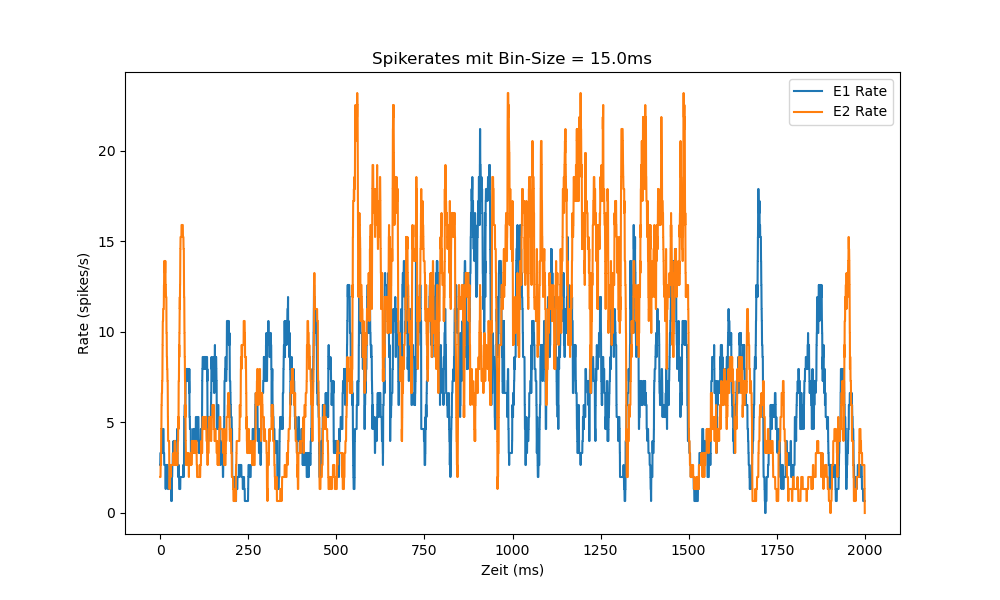 Spikerates mit Bin-Size = 15.0ms
E1 Rate
E2 Rate
Rate (spikes/s)
20
15
10
5
0
0 250 500 750 1000 1250 1500 1750 2000
Zeit (ms)